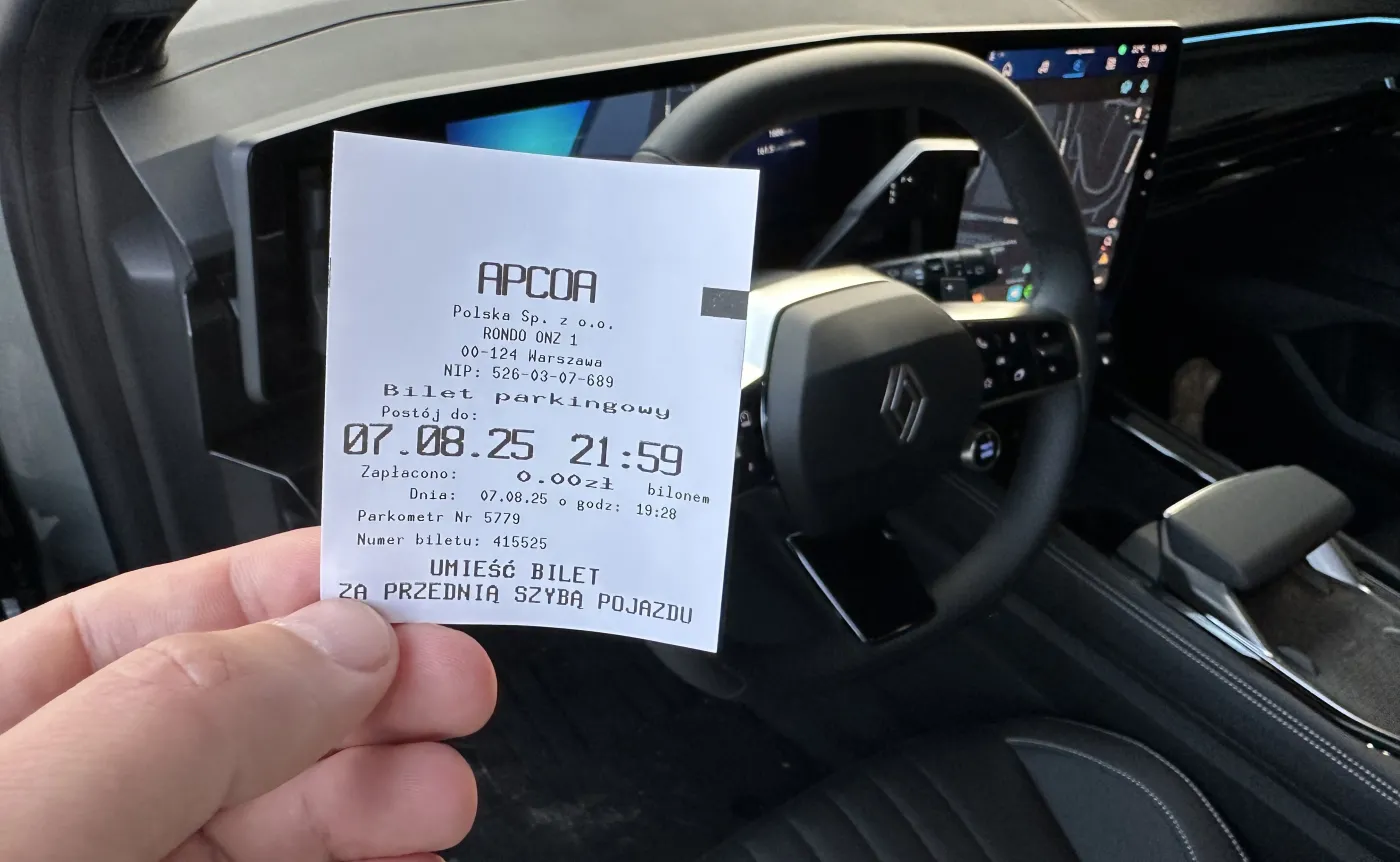 APCOA
Polska Sp. z o.o.
RONDO ONZ 1
00-124 Warszawa
NIP: 526-03-07-689
Bilet parkingowy
Postój do:
07.08.25 21:59
Zapłacono: 0.00zł bilonem
Dnia: 07.08.25 o godz: 19:28
Parkometr Nr 5779
Numer biletu: 415525
UMIEŚĆ BILET
ZA PRZEDNIĄ SZYBĄ POJAZDU